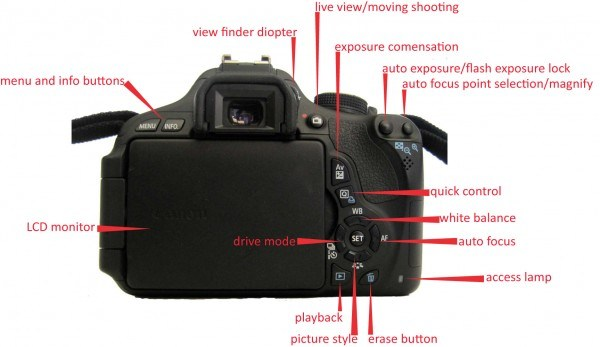 live view/moving shooting
view finder diopter
exposure comensation
auto exposure/flash exposure lock
auto focus point selection/magnify
menu and info buttons
MENU
INFO.
Av
Q
quick control
WB
white balance
LCD monitor
drive mode
SET
AF
auto focus
access lamp
playback
picture style
erase button